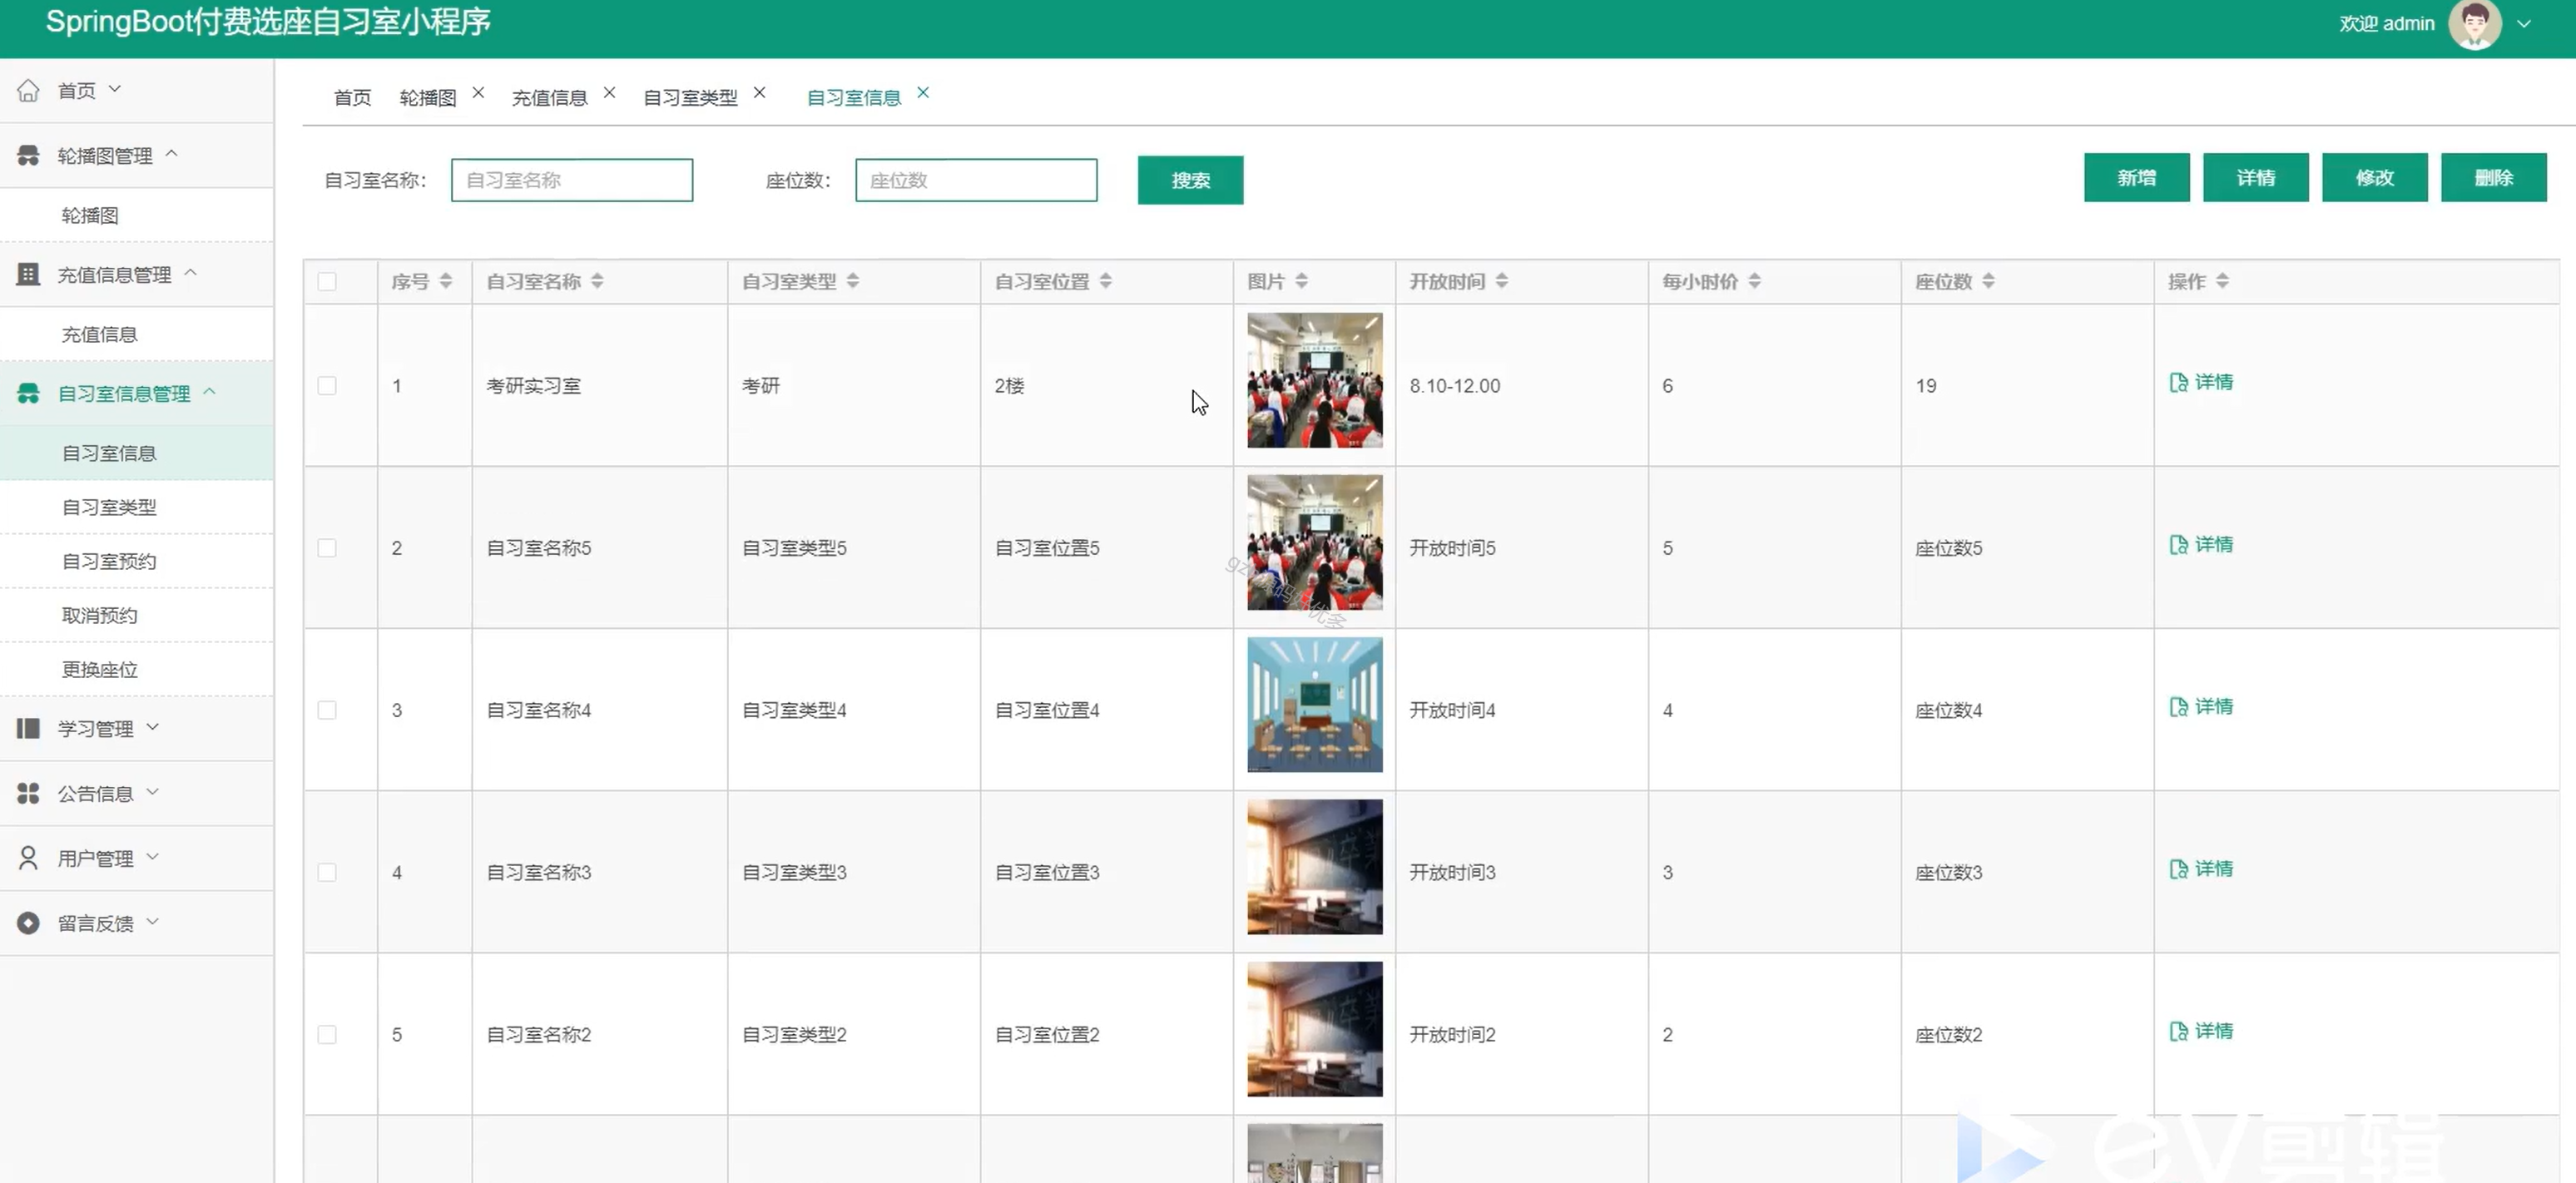 SpringBoot付费选座自习室小程序
欢迎 admin
首页
轮播图管理
轮播图
充值信息管理
充值信息
自习室信息管理
自习室信息
自习室类型
自习室预约
取消预约
更换座位
学习管理
公告信息
用户管理
留言反馈
首页 轮播图 充值信息 自习室类型 自习室信息
自习室名称： 自习室名称 座位数： 座位数 搜索 新增 详情 修改 删除
序号 自习室名称 自习室类型 自习室位置 图片 开放时间 每小时价 座位数 操作
1 考研实习室 考研 2楼 8.10-12.00 6 19 详情
2 自习室名称5 自习室类型5 自习室位置5 开放时间5 5 座位数5 详情
3 自习室名称4 自习室类型4 自习室位置4 开放时间4 4 座位数4 详情
4 自习室名称3 自习室类型3 自习室位置3 开放时间3 3 座位数3 详情
5 自习室名称2 自习室类型2 自习室位置2 开放时间2 2 座位数2 详情
EV剪辑